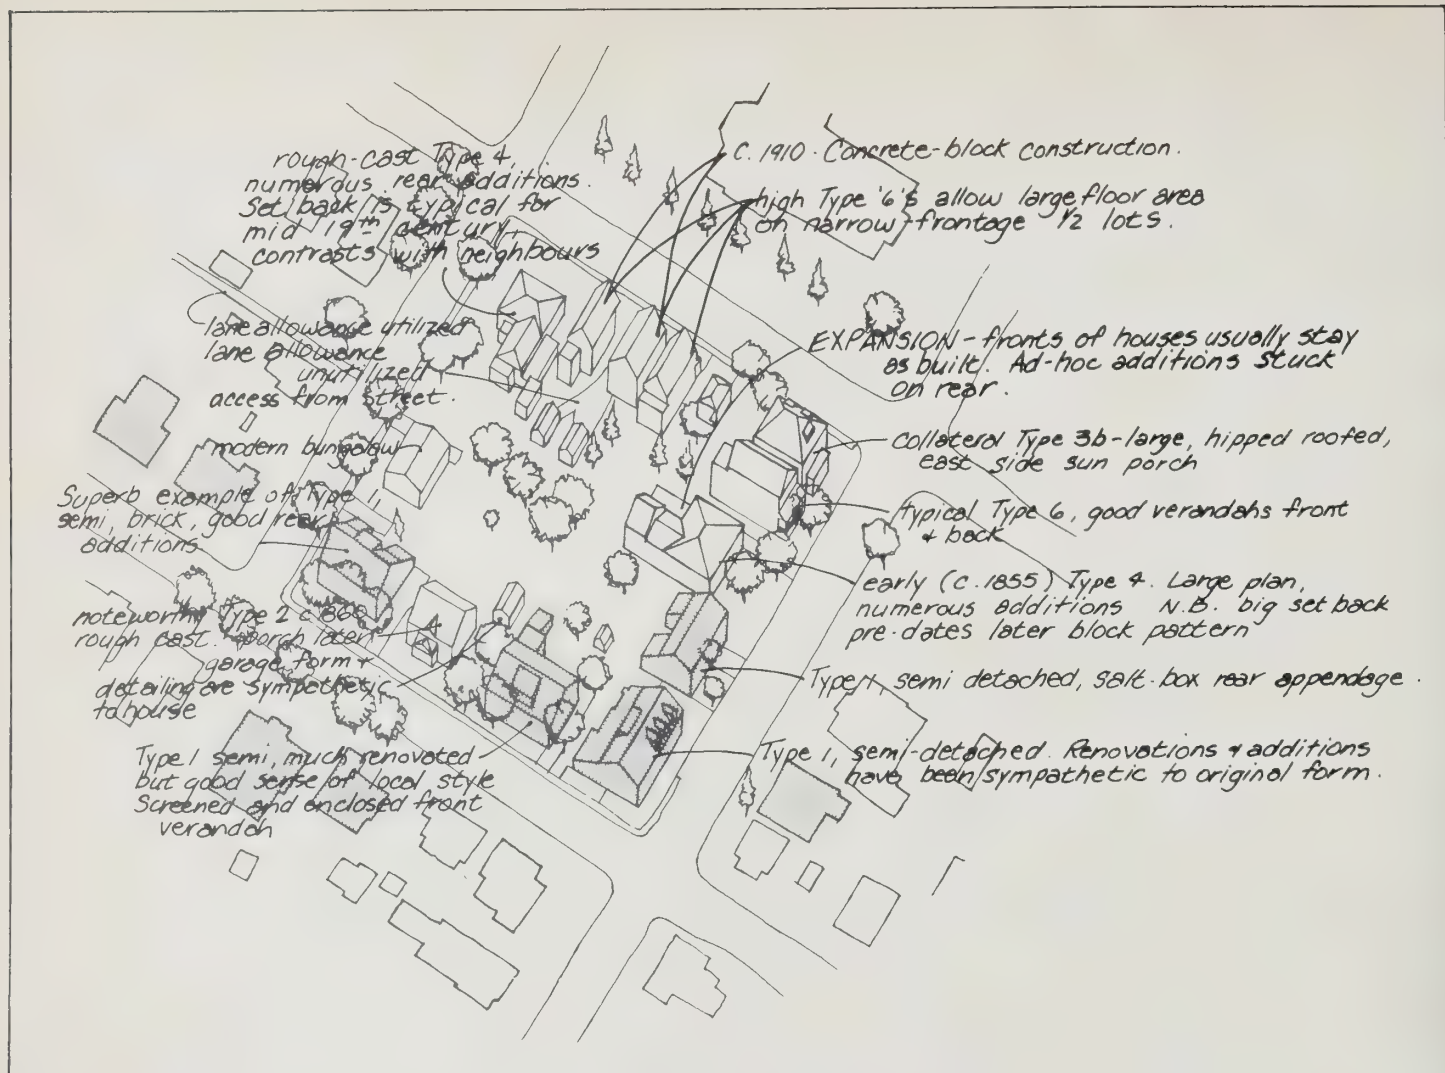 rough-cast Type 4,
numerous rear additions.
Set back is typical for
mid 19th century,
contrasts with neighbours
lane allowance utilized
lane allowance
unutilized
access from street.
modern bungalow
Superb example of Type 1,
semi, brick, good rear
additions
noteworthy Type 2 c.1860
rough cast. porch later
garage form +
detailing are sympathetic
to house
Type 1 semi, much renovated
but good sense of local style
Screened and enclosed front
verandah
C. 1910. Concrete-block construction.
high Type '6's allow large floor area
on narrow-frontage 1/2 lots.
EXPANSION - fronts of houses usually stay
as built. Ad-hoc additions stuck
on rear.
Collateral Type 3b-large, hipped roofed,
east side sun porch
typical Type 6, good verandahs front
+ back
early (c.1855) Type 4. Large plan,
numerous additions N.B. big set back
pre-dates later block pattern
Type 1, semi detached, salt-box rear appendage.
Type 1, semi-detached. Renovations + additions
have been sympathetic to original form.